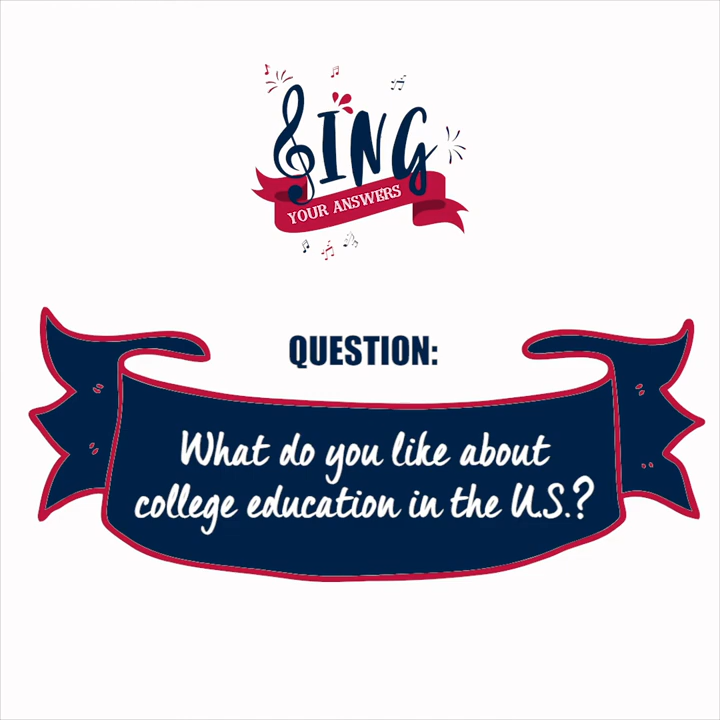 SING
YOUR ANSWERS
QUESTION:
What do you like about
college education in the U.S.?